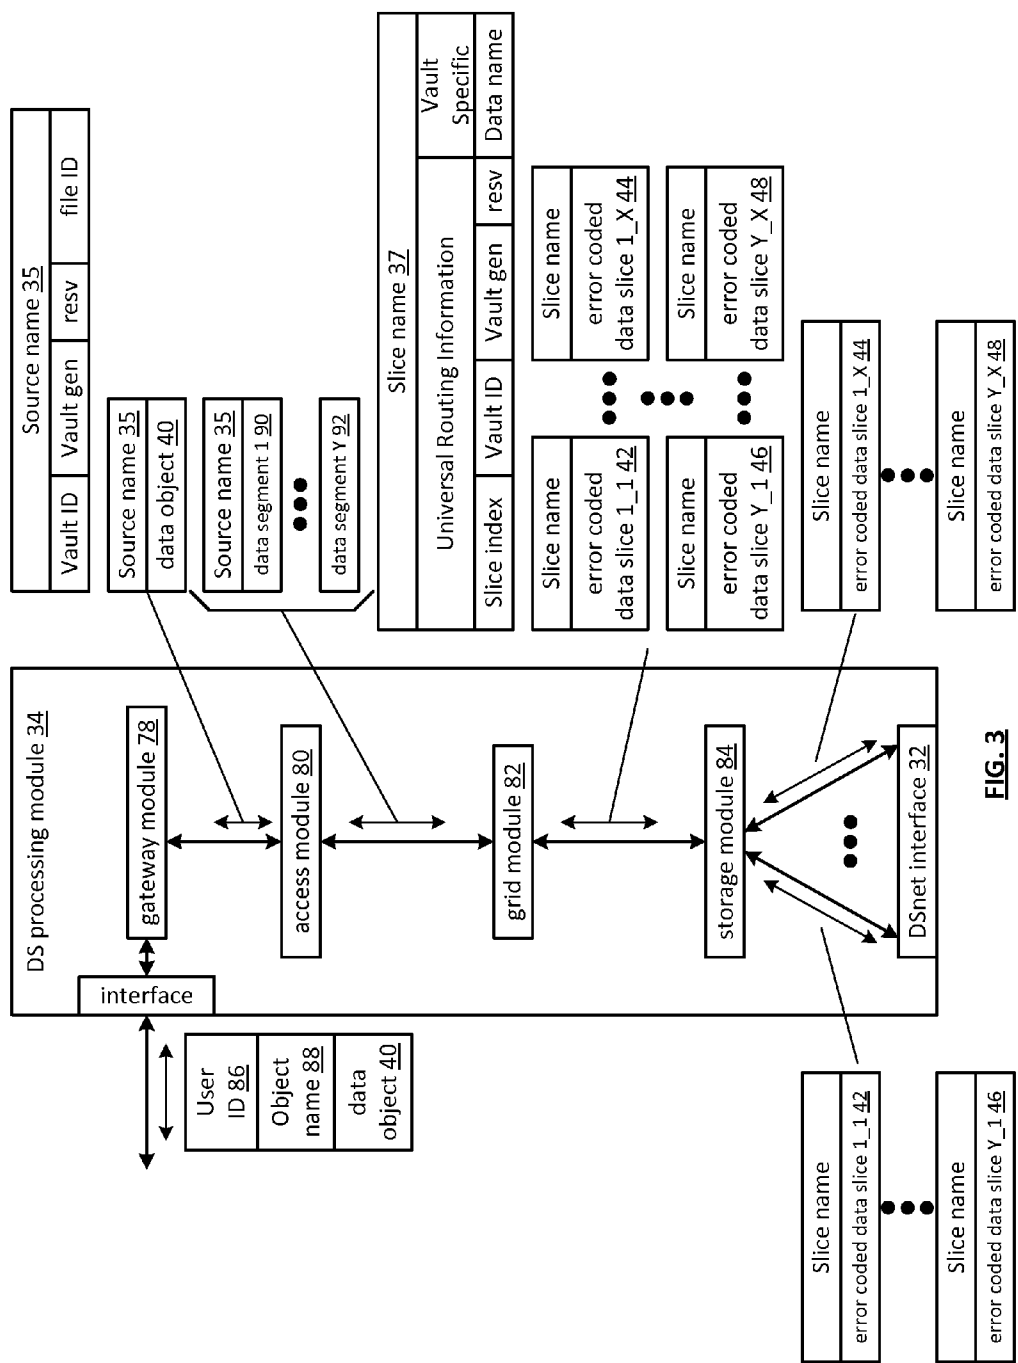 Source name 35
Vault ID
Vault gen
resv
file ID
Source name 35
data object 40
Source name 35
data segment 1 90
data segment Y 92
Slice name 37
Universal Routing Information
Vault
Specific
Slice index
Vault ID
Vault gen
resv
Data name
Slice name
error coded
data slice 1_1 42
Slice name
error coded
data slice 1_X 44
Slice name
error coded
data slice Y_1 46
Slice name
error coded
data slice Y_X 48
DS processing module 34
interface
gateway module 78
access module 80
grid module 82
storage module 84
DSnet interface 32
User
ID 86
Object
name 88
data
object 40
Slice name
error coded data slice 1_1 42
Slice name
error coded data slice Y_1 46
Slice name
error coded data slice 1_X 44
Slice name
error coded data slice Y_X 48
FIG. 3